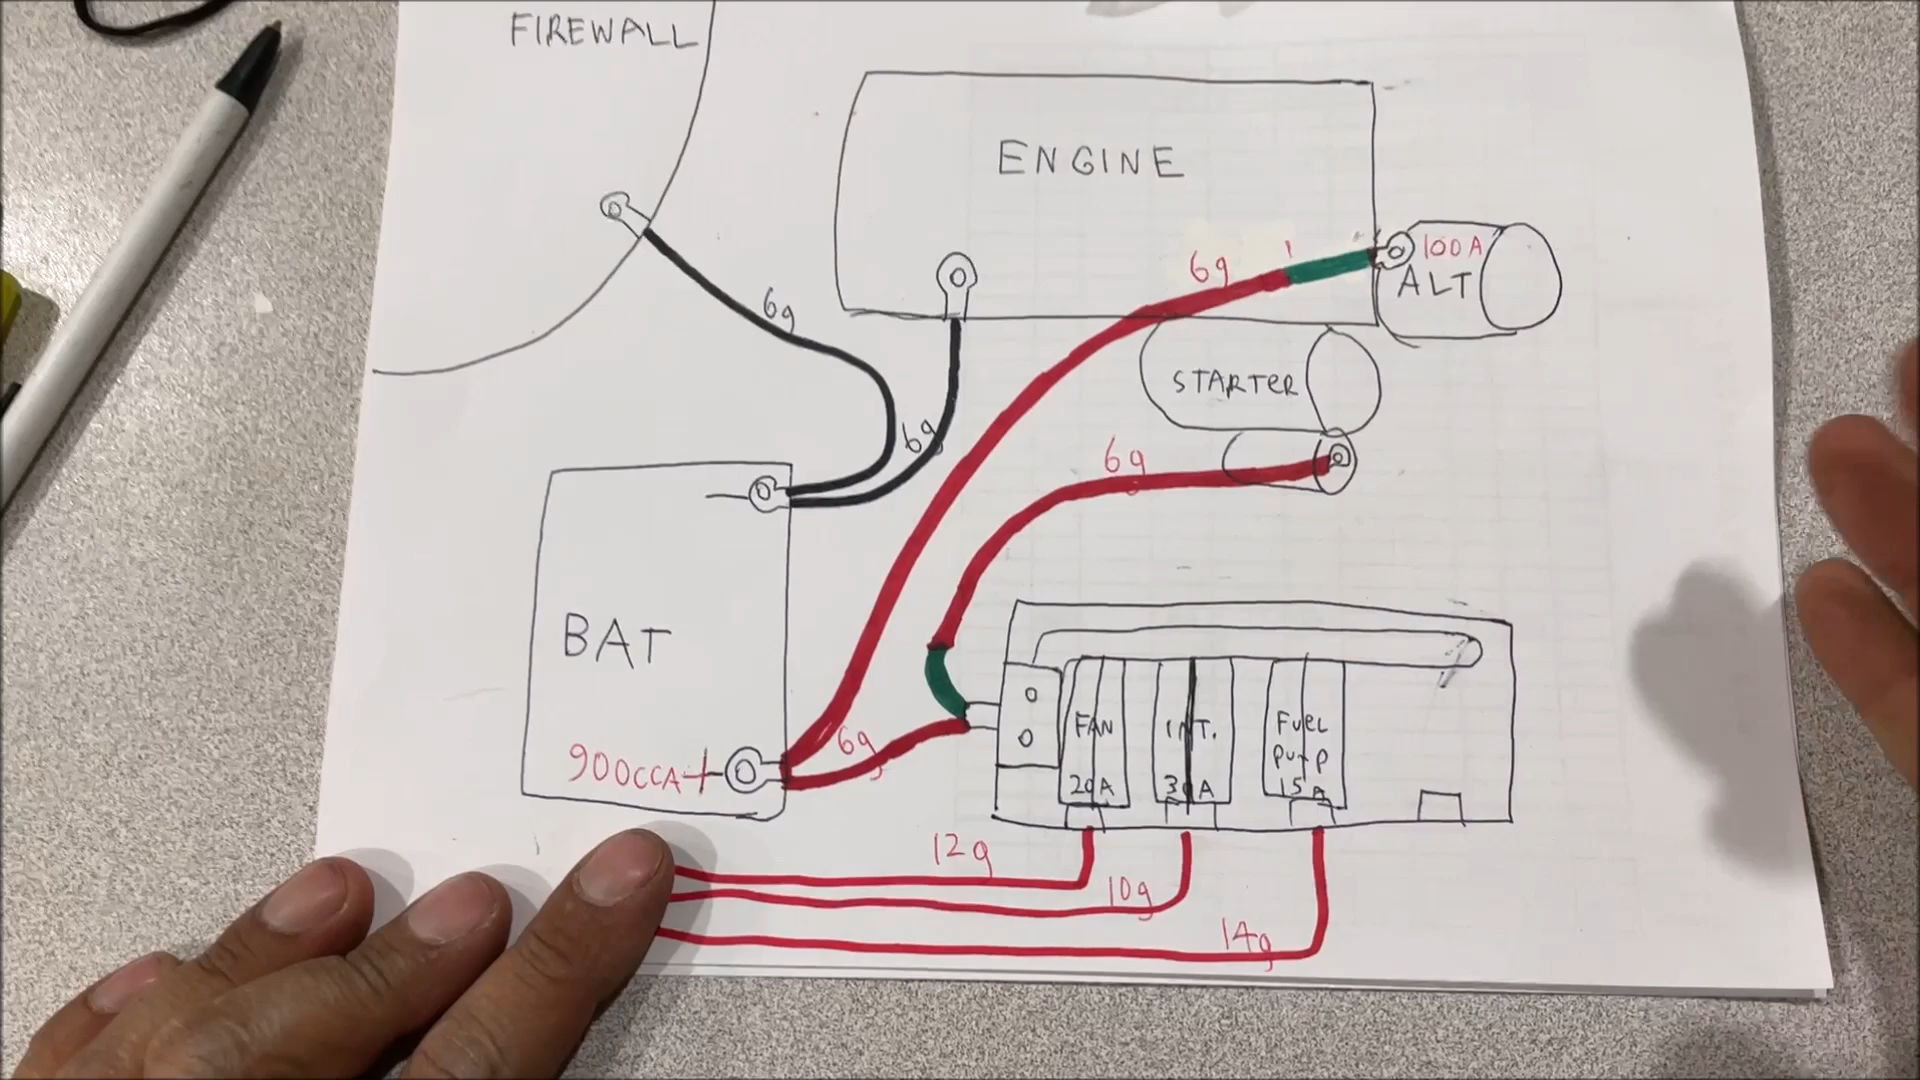 FIREWALL
ENGINE
6g
100A
ALT
6g
STARTER
6g
6g
BAT
6g
900CCA +
FAN
20A
INT.
30A
FUEL
PUMP
15A
12g
10g
14g